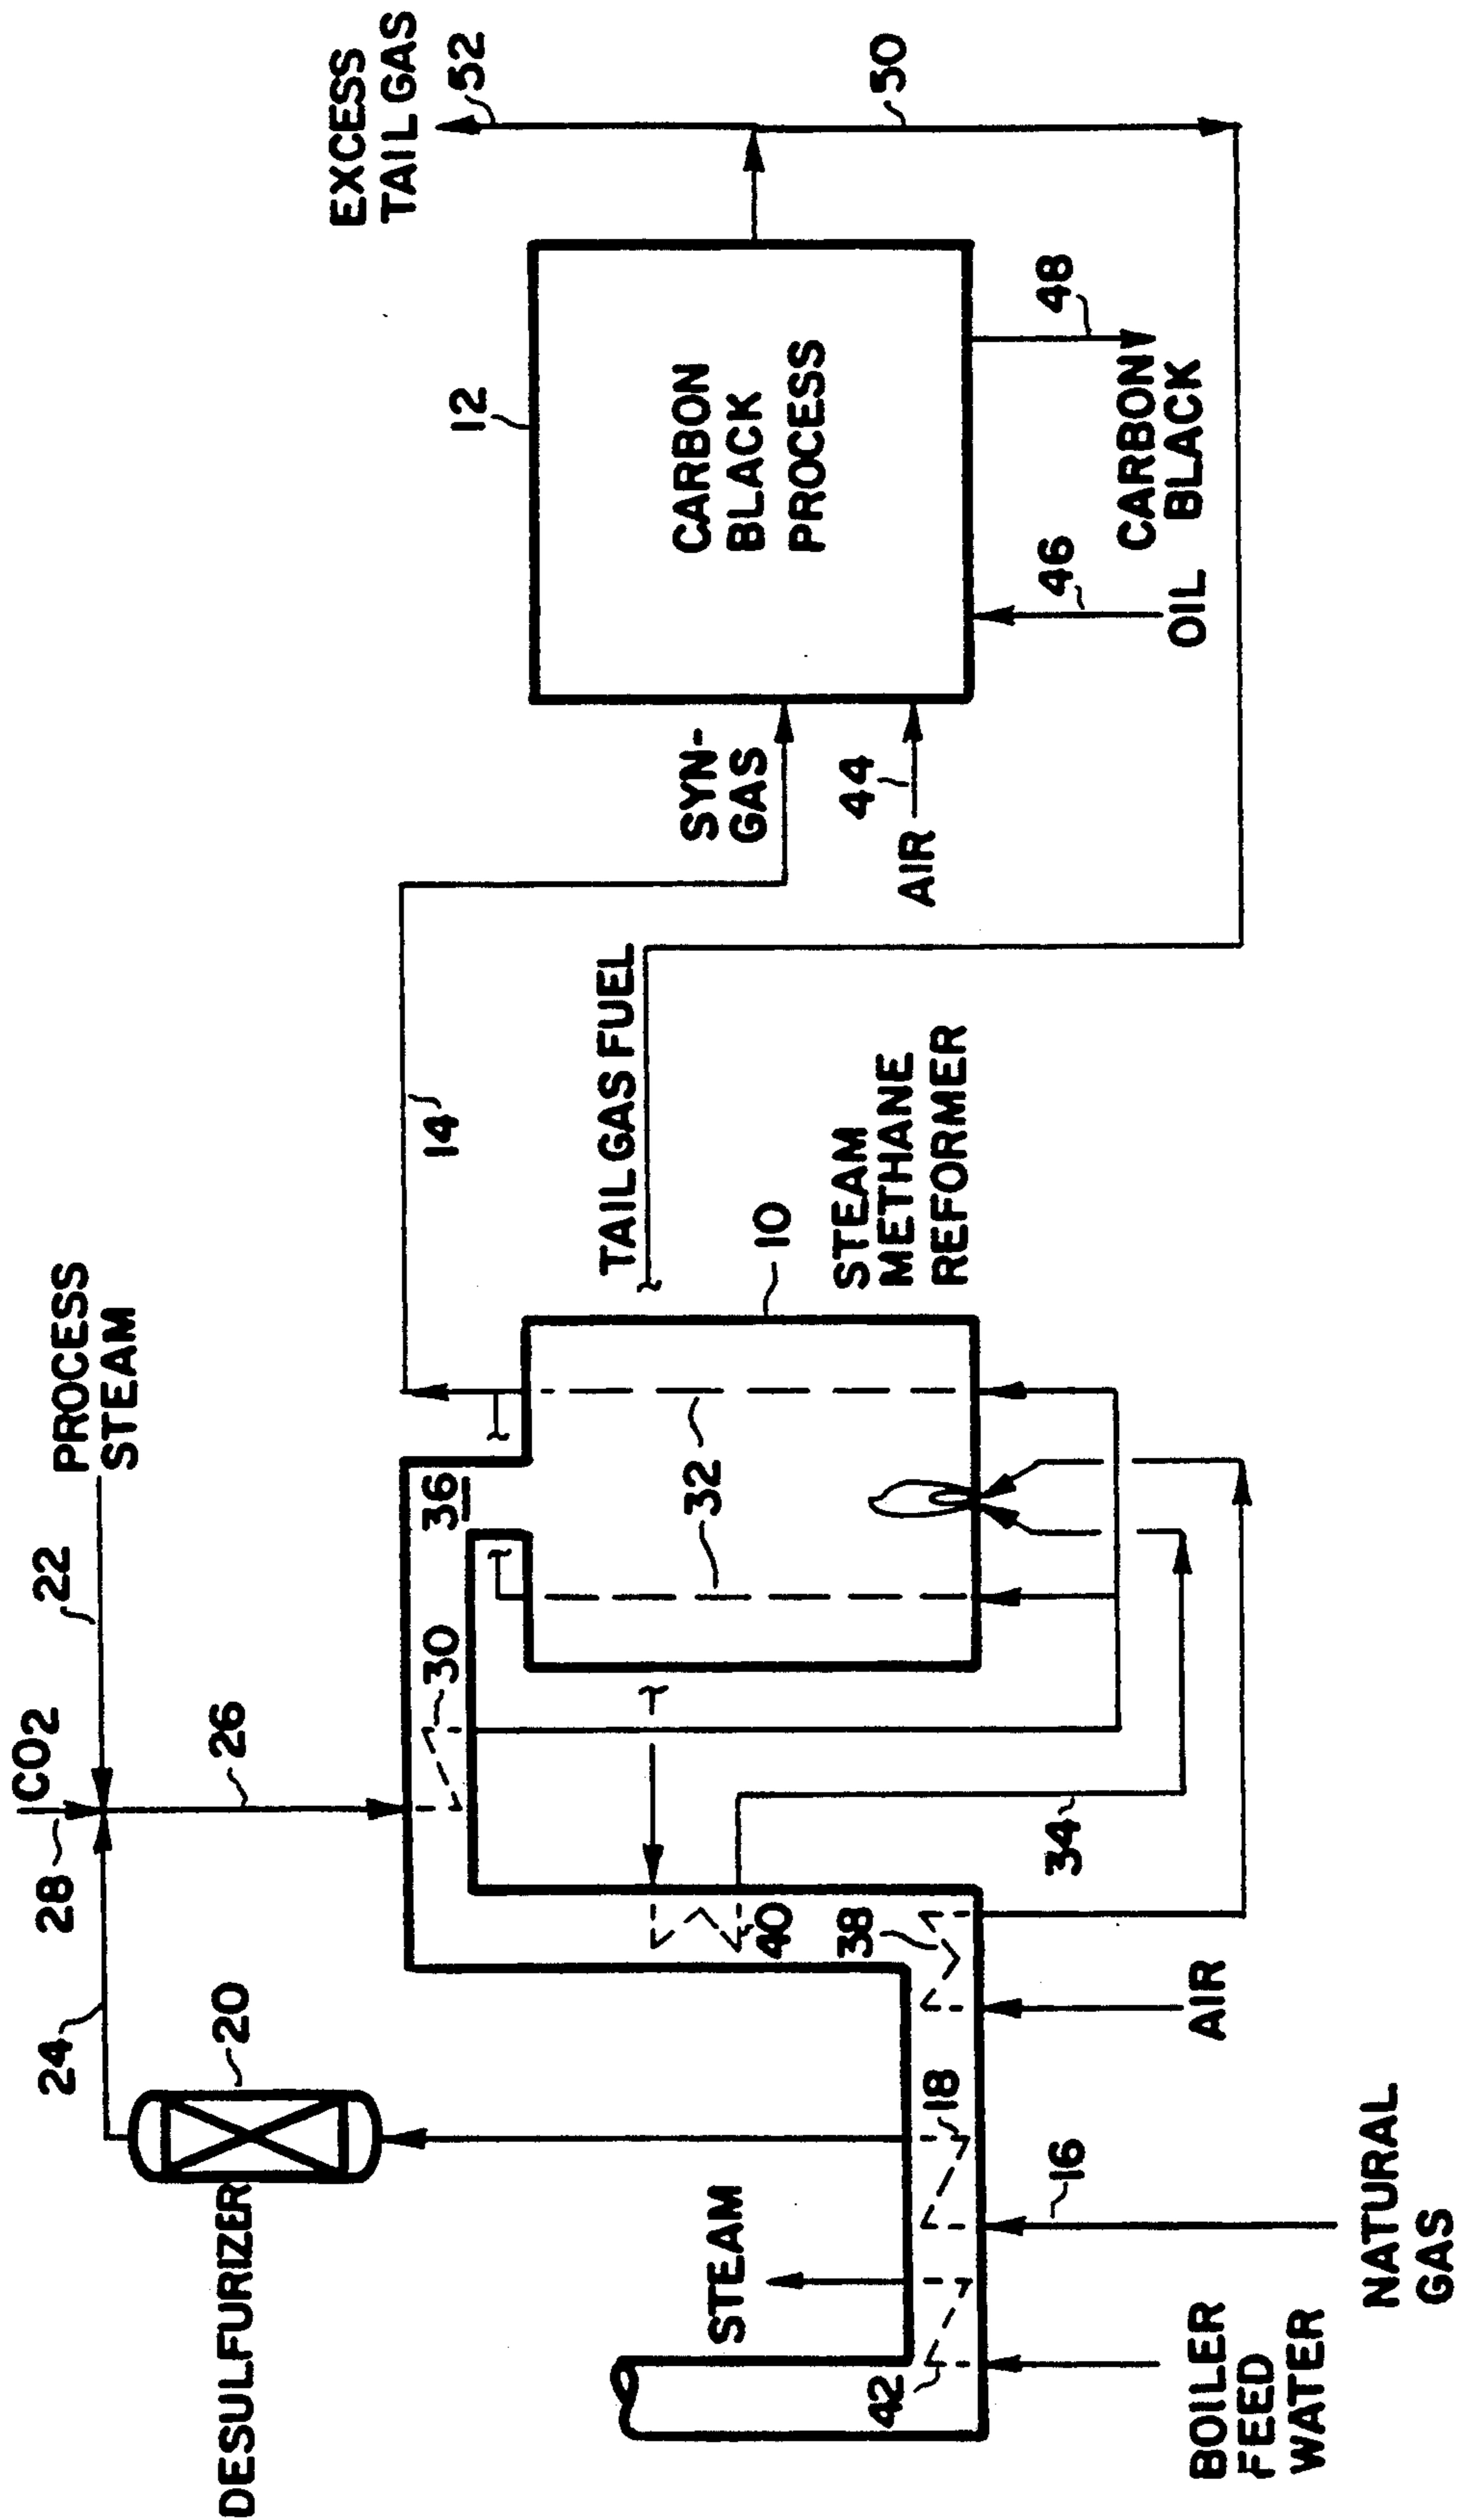 DESULFURIZER
20
24
28
CO2
22
PROCESS
STEAM
26
30
36
32
14
10
STEAM
METHANE
REFORMER
TAIL GAS FUEL
SYN-
GAS
44
AIR
12
CARBON
BLACK
PROCESS
46
OIL
48
CARBON
BLACK
EXCESS
TAIL GAS
52
50
STEAM
42
18
38
40
34
BOILER
FEED
WATER
16
NATURAL
GAS
AIR